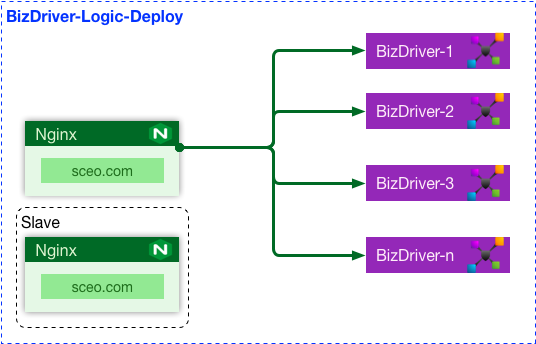 BizDriver-Logic-Deploy
BizDriver-1
BizDriver-2
Nginx
N
sceo.com
BizDriver-3
Slave
Nginx
N
sceo.com
BizDriver-n